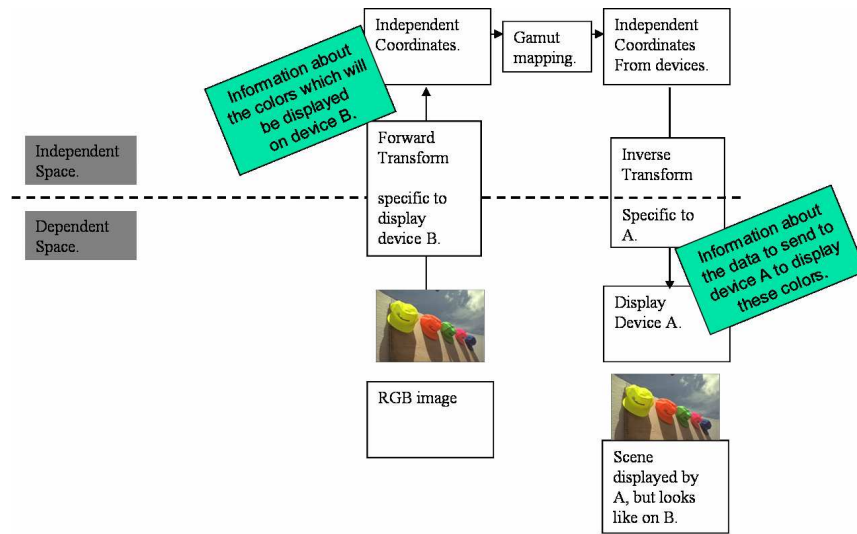 Independent
Coordinates.
Gamut
mapping.
Independent
Coordinates
From devices.
Information about
the colors which will
be displayed
on device B.
Independent
Space.
Dependent
Space.
Forward
Transform
specific to
display
device B.
Inverse
Transform
Specific to
A.
Information about
the data to send to
device A to display
these colors.
Display
Device A.
RGB image
Scene
displayed by
A, but looks
like on B.